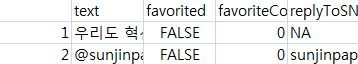 text favorited favoriteCo replyToSN
1 우리도 혁 FALSE 0 NA
2 @sunjinpa FALSE 0 sunjinpap